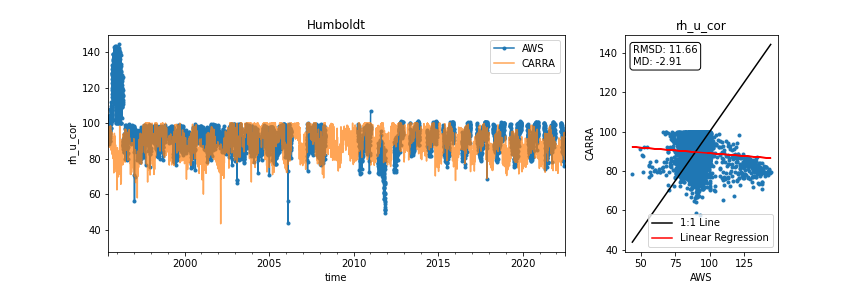 Humboldt
rh_u_cor
140
120
100
80
60
40
2000
2005
2010
2015
2020
time
rh_u_cor
AWS
CARRA
rh_u_cor
RMSD: 11.66
MD: -2.91
140
120
100
80
60
40
CARRA
50
75
100
125
AWS
1:1 Line
Linear Regression